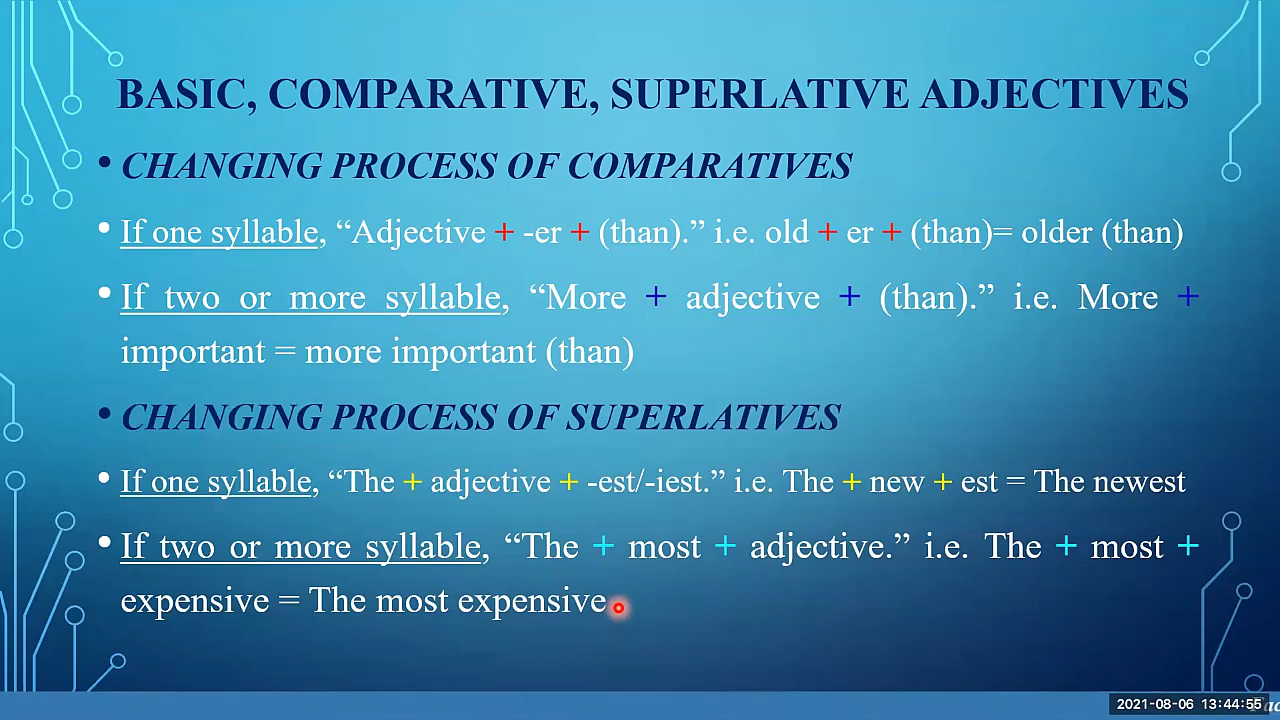 BASIC, COMPARATIVE, SUPERLATIVE ADJECTIVES
• CHANGING PROCESS OF COMPARATIVES
• If one syllable, “Adjective + -er + (than).” i.e. old + er + (than)= older (than)
• If two or more syllable, “More + adjective + (than).” i.e. More +
important = more important (than)
• CHANGING PROCESS OF SUPERLATIVES
• If one syllable, “The + adjective + -est/-iest.” i.e. The + new + est = The newest
• If two or more syllable, “The + most + adjective.” i.e. The + most +
expensive = The most expensive
2021-08-06 13:44:55